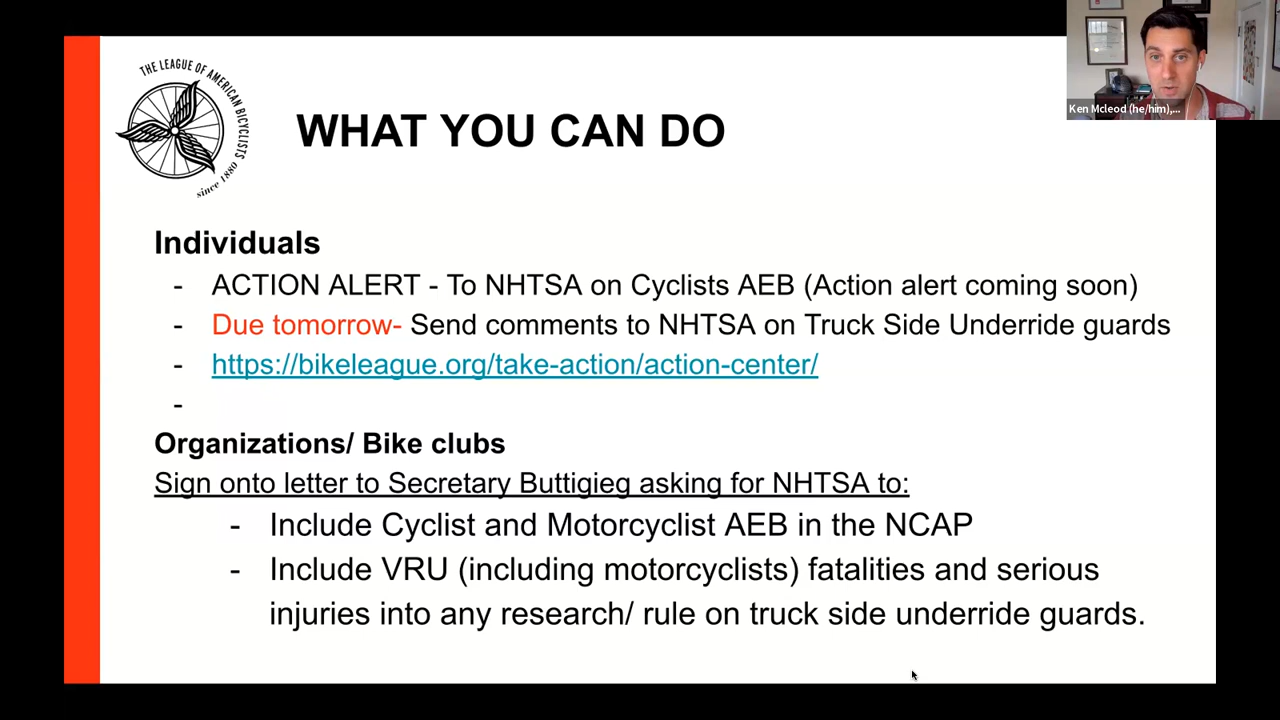 THE LEAGUE OF AMERICAN BICYCLISTS
since 1880
WHAT YOU CAN DO
Ken Mcleod (he/him),...
Individuals
- ACTION ALERT - To NHTSA on Cyclists AEB (Action alert coming soon)
- Due tomorrow- Send comments to NHTSA on Truck Side Underride guards
- https://bikeleague.org/take-action/action-center/
-
Organizations/ Bike clubs
Sign onto letter to Secretary Buttigieg asking for NHTSA to:
- Include Cyclist and Motorcyclist AEB in the NCAP
- Include VRU (including motorcyclists) fatalities and serious
injuries into any research/ rule on truck side underride guards.